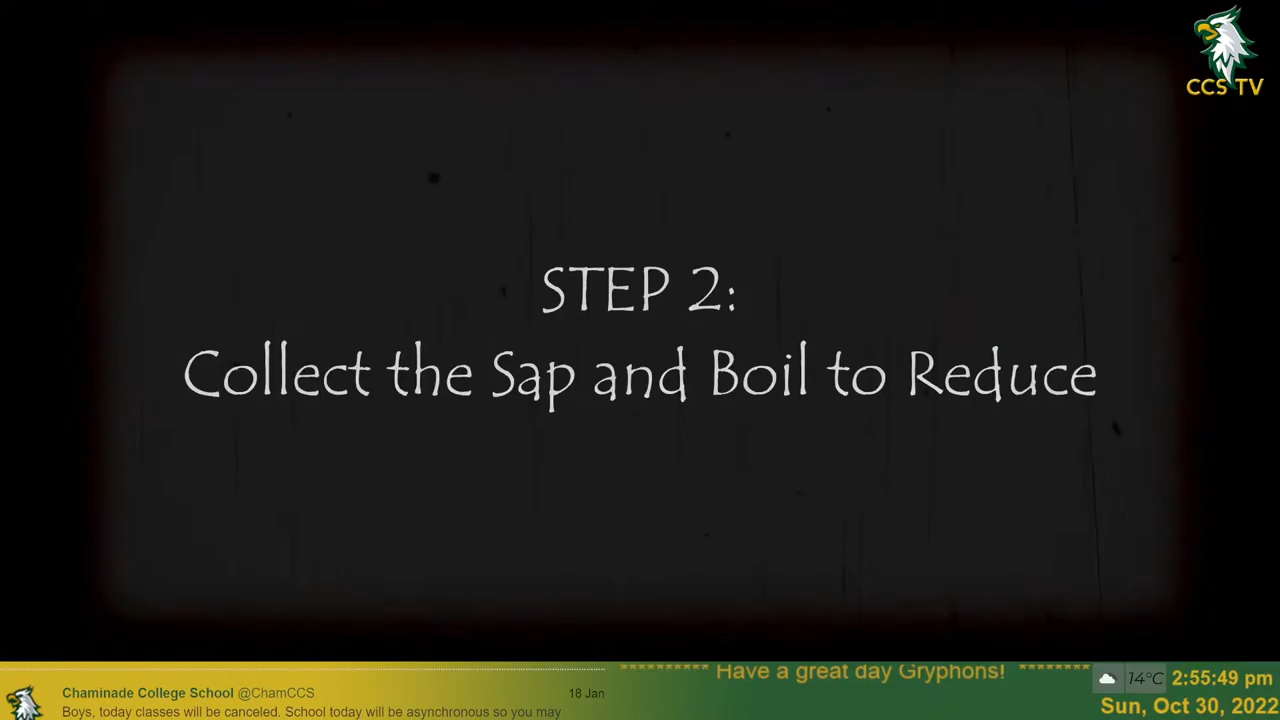 CCS TV
STEP 2:
Collect the Sap and Boil to Reduce
********** Have a great day Gryphons! ********
Chaminade College School @ChamCCS
18 Jan
Boys, today classes will be canceled. School today will be asynchronous so you may
14°C
2:55:49 pm
Sun, Oct 30, 2022